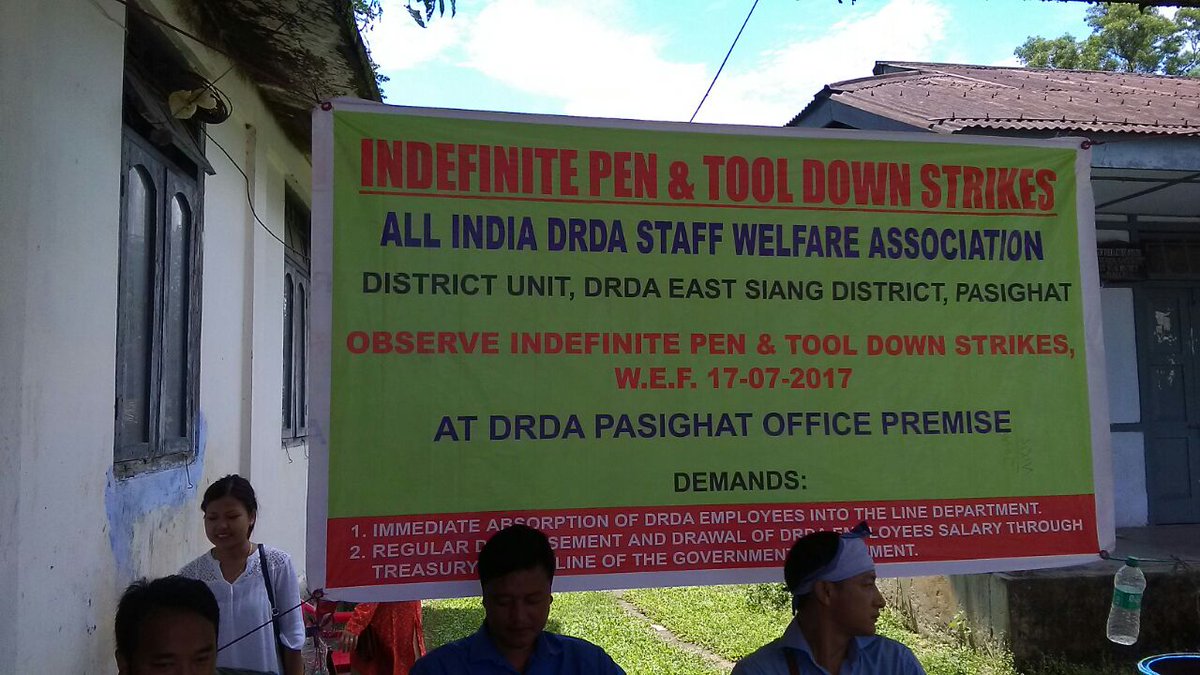 INDEFINITE PEN & TOOL DOWN STRIKES
ALL INDIA DRDA STAFF WELFARE ASSOCIATION
DISTRICT UNIT, DRDA EAST SIANG DISTRICT, PASIGHAT
OBSERVE INDEFINITE PEN & TOOL DOWN STRIKES,
W.E.F. 17-07-2017
AT DRDA PASIGHAT OFFICE PREMISE
DEMANDS:
1. IMMEDIATE ABSORPTION OF DRDA EMPLOYEES INTO THE LINE DEPARTMENT.
2. REGULAR AND DRAWAL OF DRDA EMPLOYEES SALARY THROUGH
TREASURY LINE OF THE GOVERNMENT